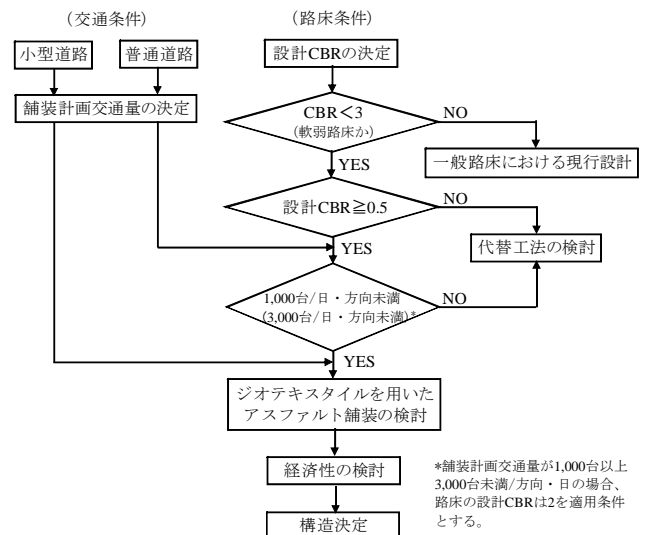 (交通条件)
(路床条件)
小型道路
普通道路
設計CBRの決定
舗装計画交通量の決定
CBR<3
(軟弱路床か)
NO
一般路床における現行設計
YES
設計CBR≧0.5
NO
代替工法の検討
YES
1,000台/日・方向未満
(3,000台/日・方向未満)*
NO
YES
ジオテキスタイルを用いた
アスファルト舗装の検討
経済性の検討
構造決定
*舗装計画交通量が1,000台以上
3,000台未満/方向・日の場合、
路床の設計CBRは2を適用条件
とする。